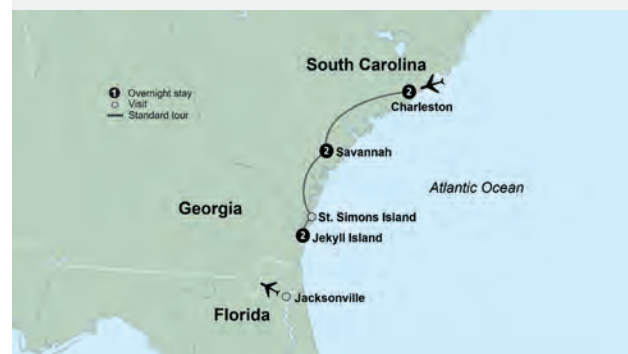 South Carolina
1 Overnight stay
Visit
Standard tour
2
Charleston
2 Savannah
Atlantic Ocean
Georgia
St. Simons Island
2 Jekyll Island
Jacksonville
Florida